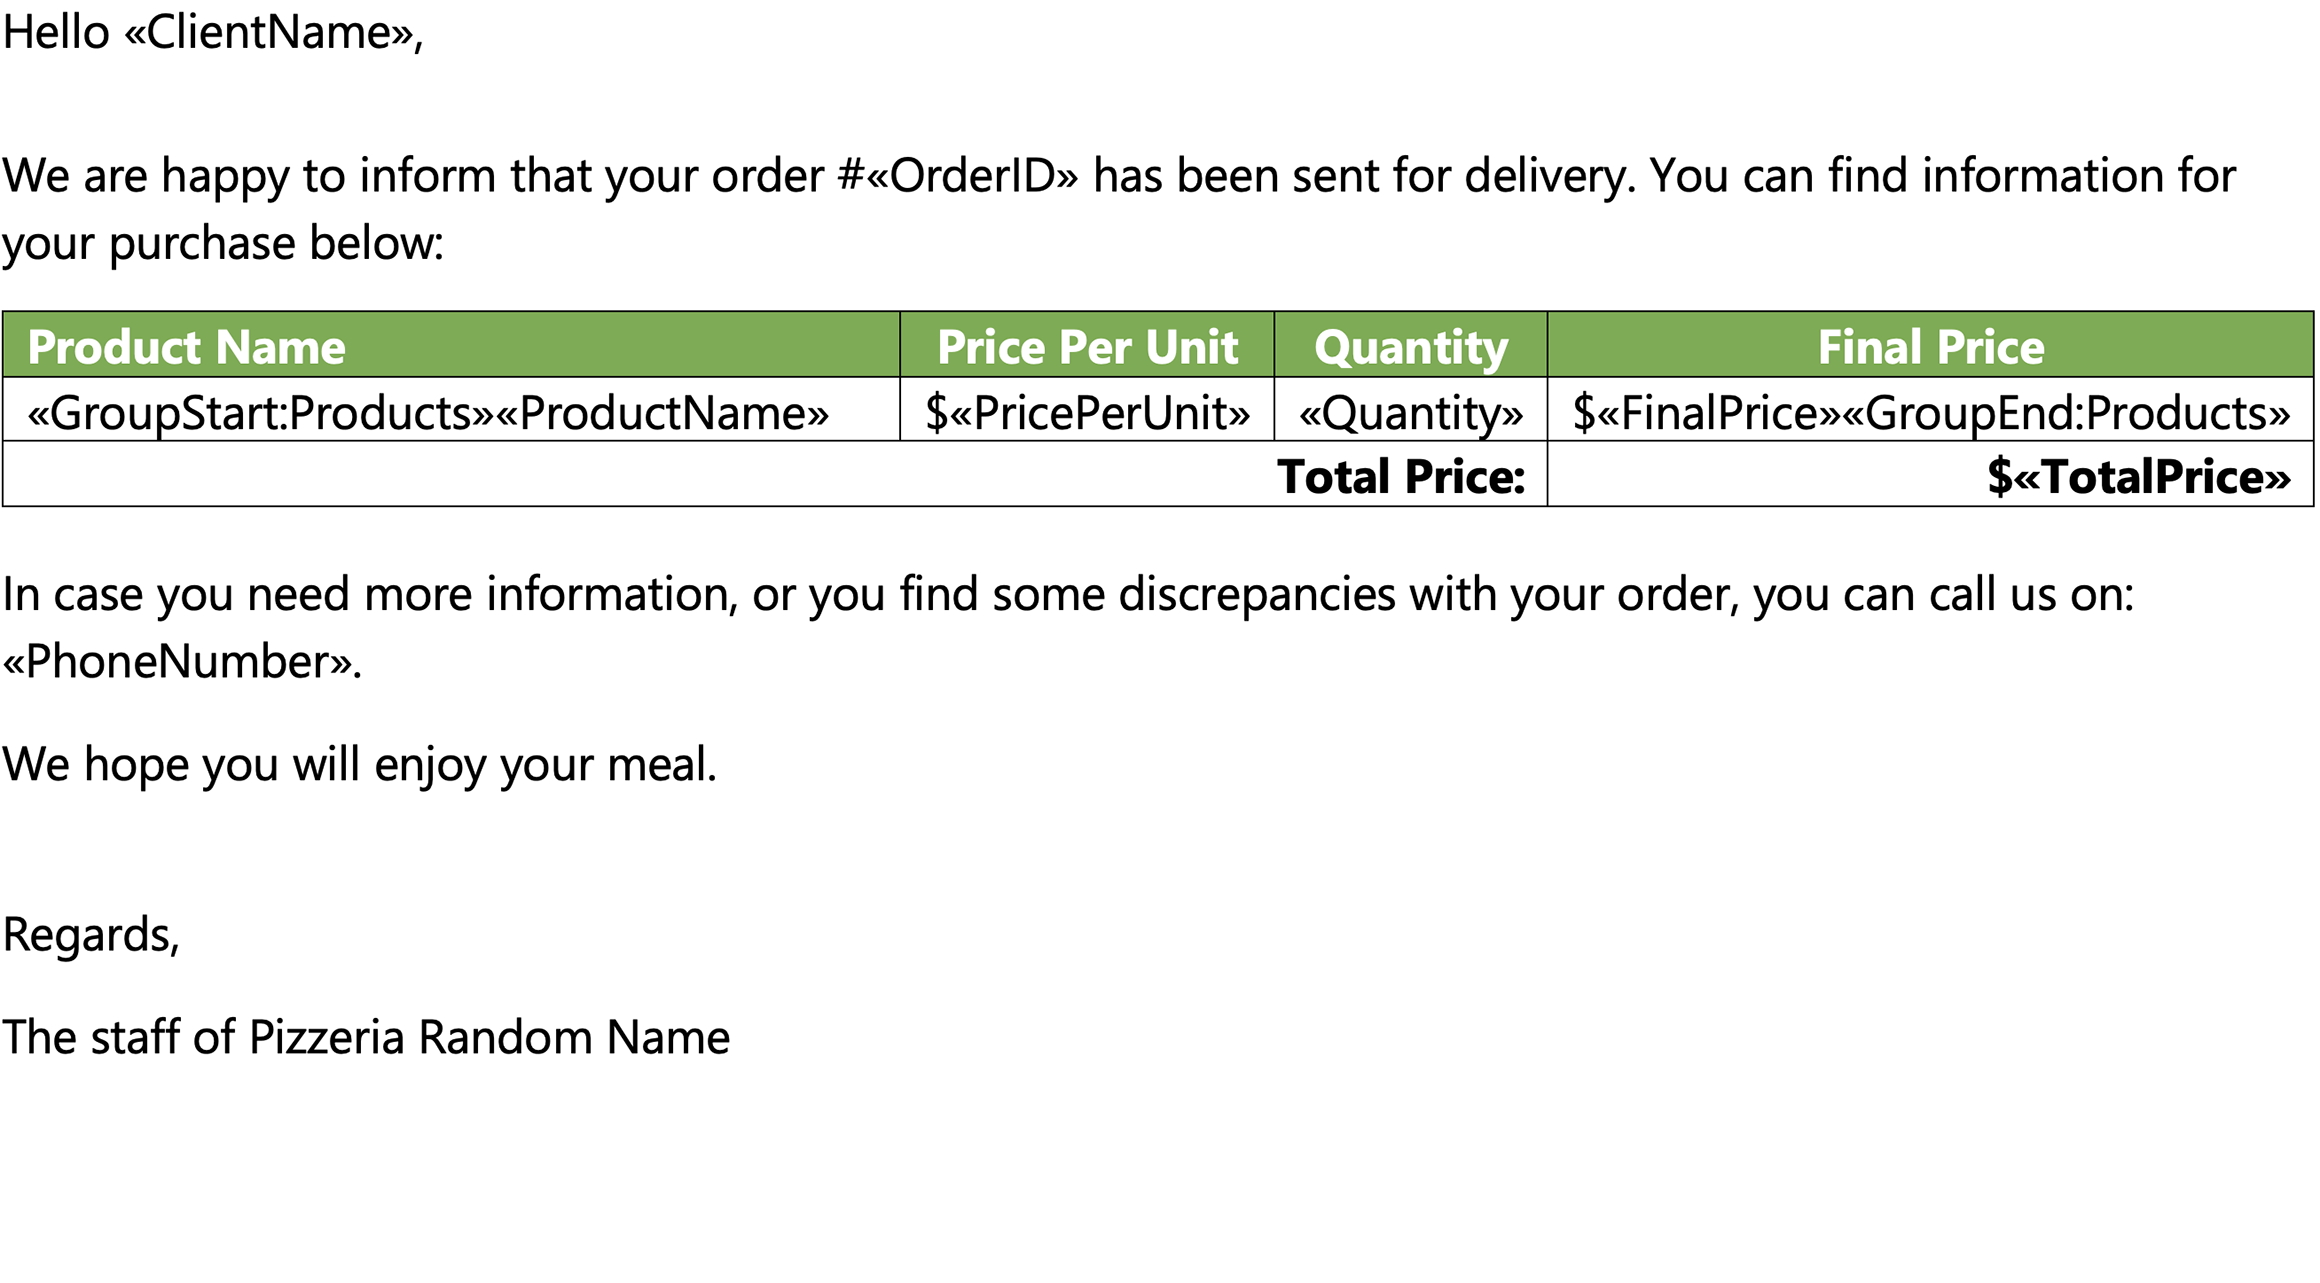 Hello «ClientName»,
We are happy to inform that your order #«OrderID» has been sent for delivery. You can find information for
your purchase below:
Product Name Price Per Unit Quantity Final Price
«GroupStart:Products»«ProductName» $«PricePerUnit» «Quantity» $«FinalPrice»«GroupEnd:Products»
Total Price: $«TotalPrice»
In case you need more information, or you find some discrepancies with your order, you can call us on:
«PhoneNumber».
We hope you will enjoy your meal.
Regards,
The staff of Pizzeria Random Name